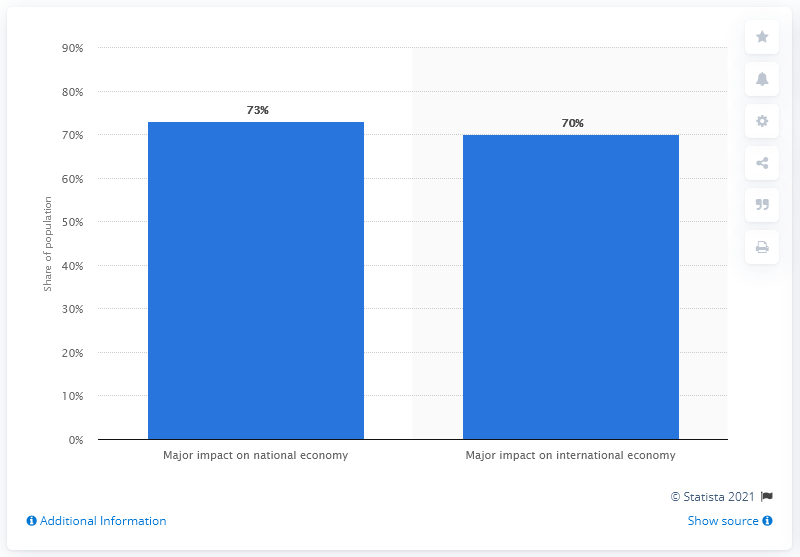 90%
80%
70%
60%
50%
40%
30%
20%
10%
0%
Share of population
73%
70%
Major impact on national economy
Major impact on international economy
© Statista 2021
Additional Information
Show source